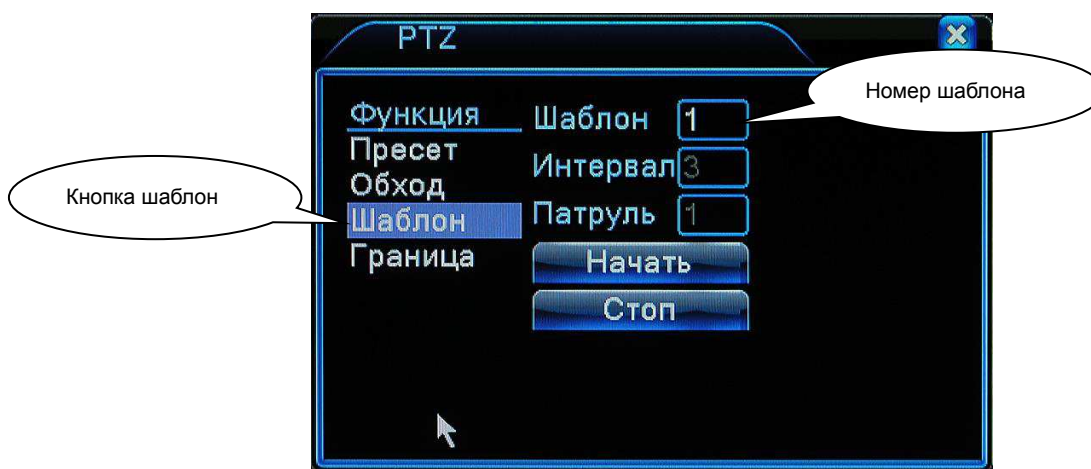 PTZ
Номер шаблона
Функция
Шаблон 1
Пресет
Интервал 3
Обход
Кнопка шаблон
Шаблон
Патруль 1
Граница
Начать
Стоп